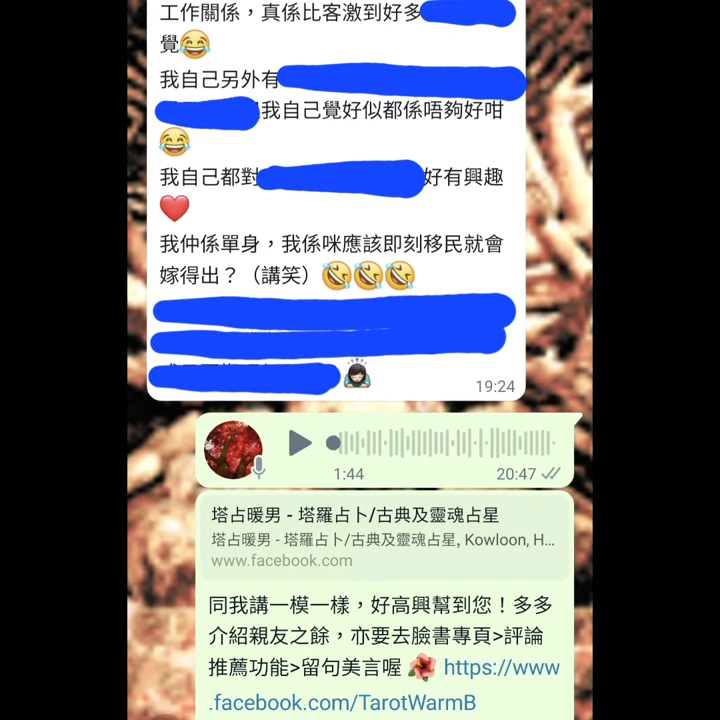 工作關係，真係比客激到好多
覺😂
我自己另外有
我自己覺好似都係唔夠好咁
😂
我自己都對 好有興趣
❤️
我仲係單身，我係咪應該即刻移民就會
嫁得出？（講笑）🤣🤣🤣
19:24
1:44 20:47
塔占暖男 - 塔羅占卜/古典及靈魂占星
塔占暖男 - 塔羅占卜/古典及靈魂占星, Kowloon, H...
www.facebook.com
同我講一模一樣，好高興幫到您！多多
介紹親友之餘，亦要去臉書專頁>評論
推薦功能>留句美言喔🌺 https://www
.facebook.com/TarotWarmB